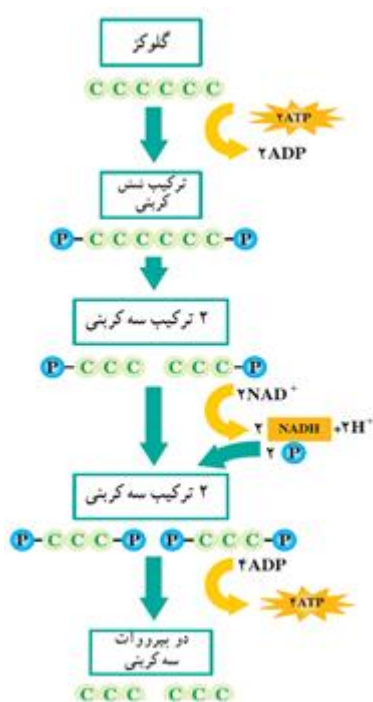 گلوکز
C C C C C C
۲ATP
۲ADP
ترکیب شش
کربنی
P-C C C C C C-P
۲ ترکیب سه کربنی
P-C C C C C C-P
۲NAD+
۲ NADH +۲H+
۲ P
۲ ترکیب سه کربنی
P-C C C-P P-C C C-P
۴ADP
۴ATP
دو پیرووات
سه کربنی
C C C C C C